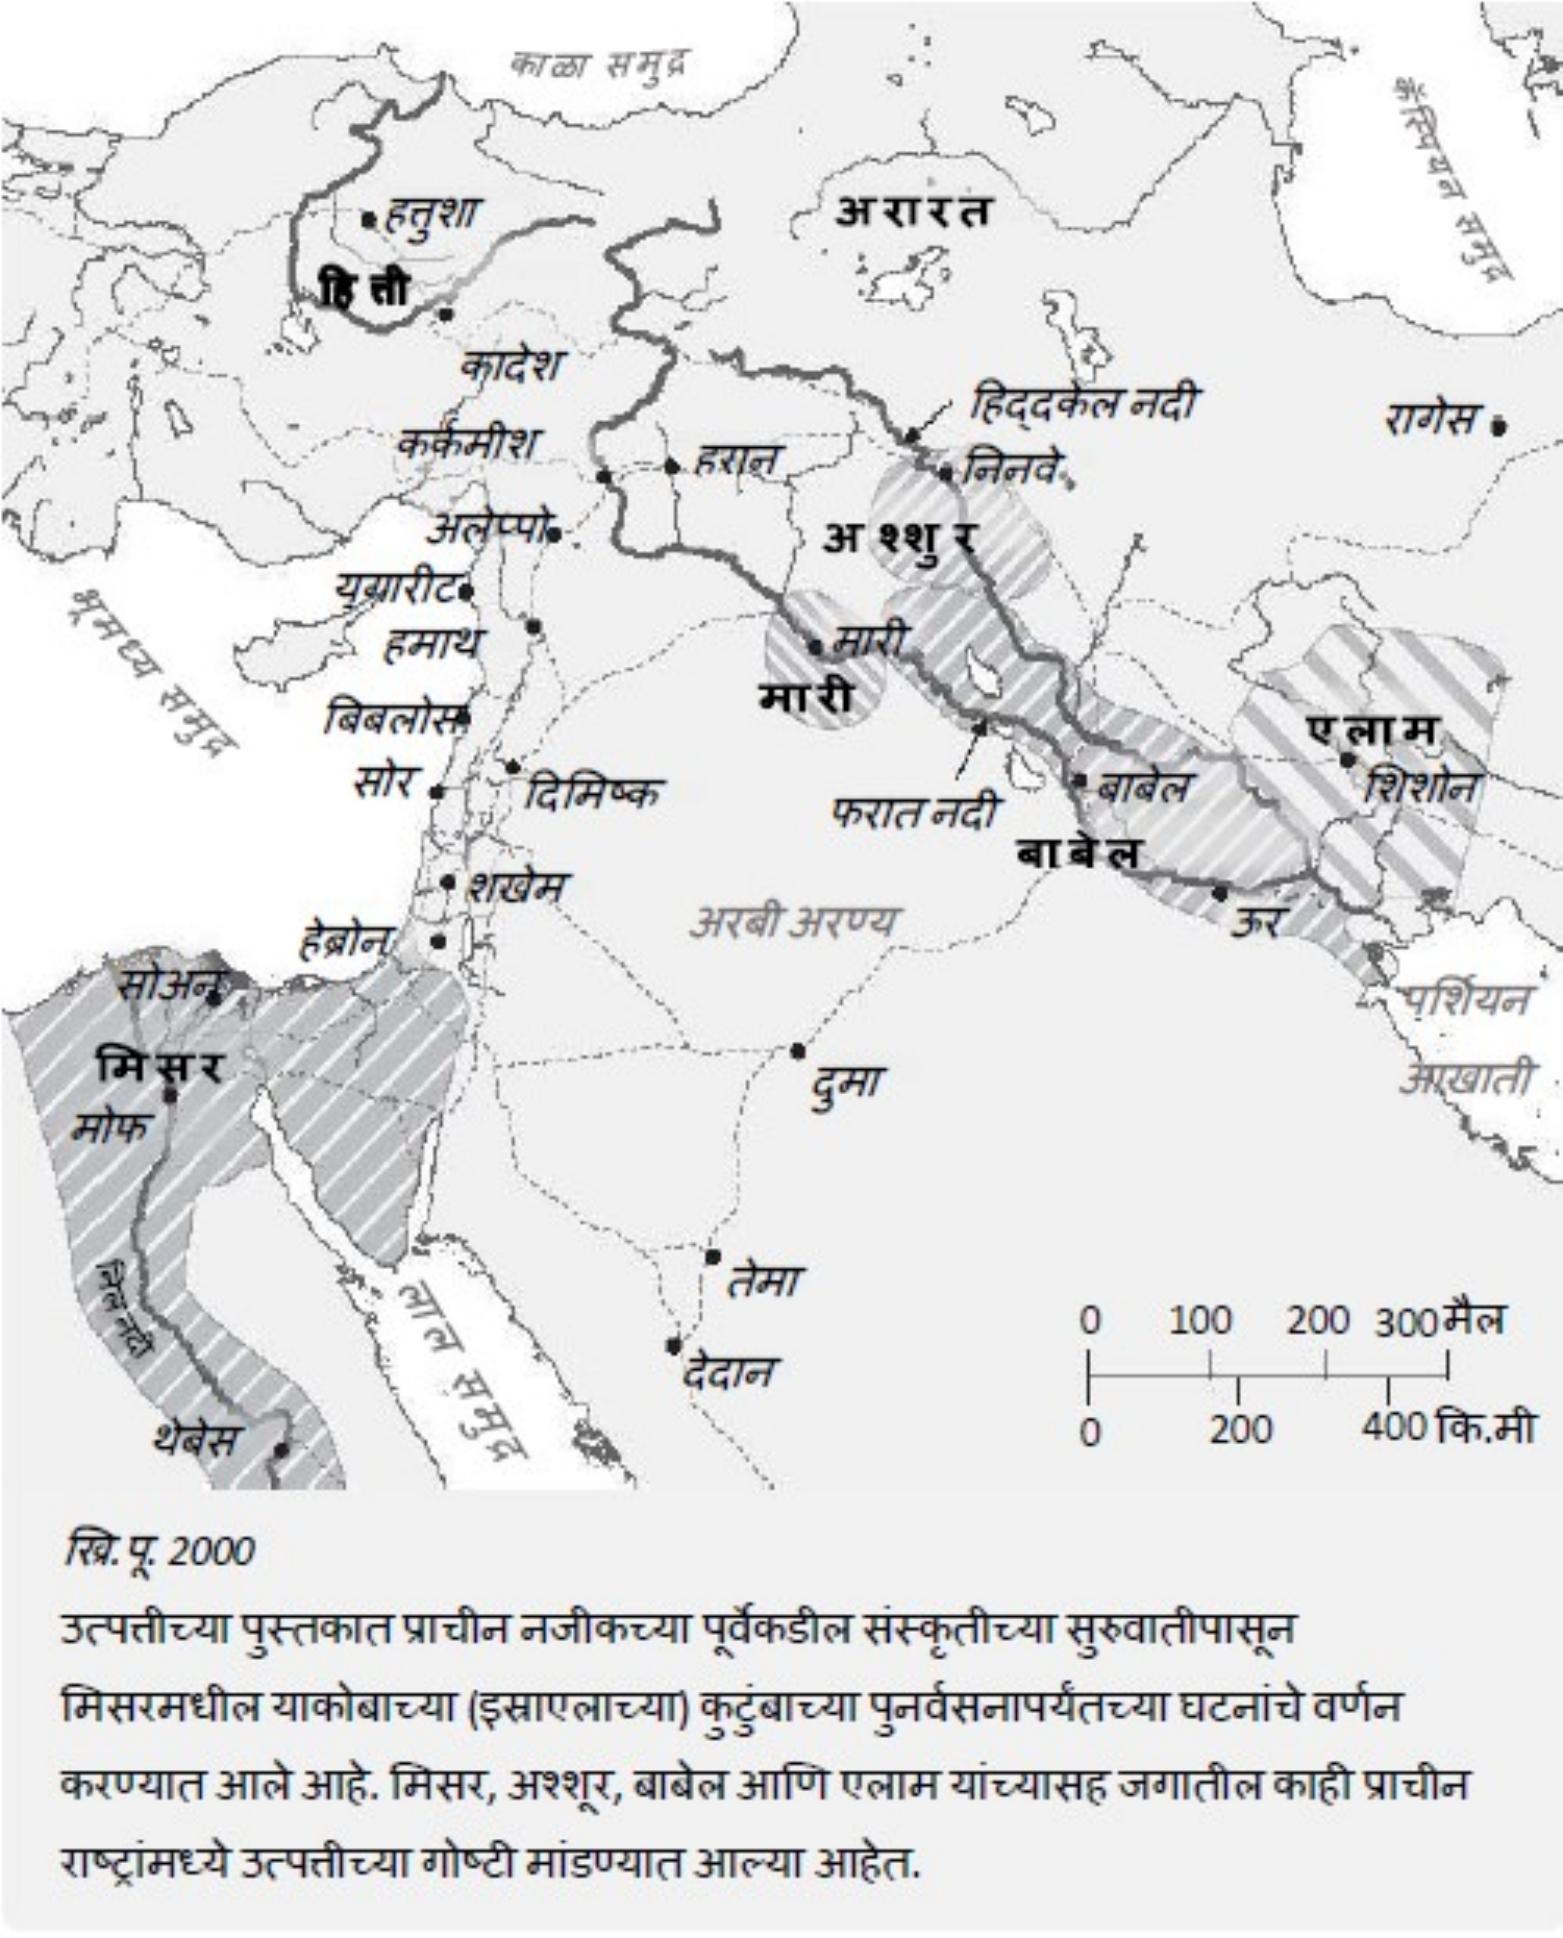 काळा समुद्र
कॅस्पियन समुद्र
अरारत
हतुशा
हित्ती
कादेश
हिद्दकेल नदी
रागेस
कर्कमीश
हरान
निनवे
अलेप्पो
अश्शुर
युग्रारीट
भूमध्य समुद्र
हमाथ
मारी
मारी
बिबलोस
एलाम
सोर
दिमिष्क
बाबेल
शिशोन
फरात नदी
बाबेल
शखेम
अरबी अरण्य
ऊर
हेब्रोन
सोअन
पर्शियन
आखाती
मिसर
दुमा
मोफ
निल नदी
तेमा
लाल समुद्र
देदान
0 100 200 300 मैल
0 200 400 कि.मी
थेबेस
ख्रि.पू. 2000
उत्पत्तीच्या पुस्तकात प्राचीन नजीकच्या पूर्वेकडील संस्कृतीच्या सुरुवातीपासून
मिसरमधील याकोबाच्या (इस्राएलाच्या) कुटुंबाच्या पुनर्वसनापर्यंतच्या घटनांचे वर्णन
करण्यात आले आहे. मिसर, अश्शूर, बाबेल आणि एलाम यांच्यासह जगातील काही प्राचीन
राष्ट्रांमध्ये उत्पत्तीच्या गोष्टी मांडण्यात आल्या आहेत.